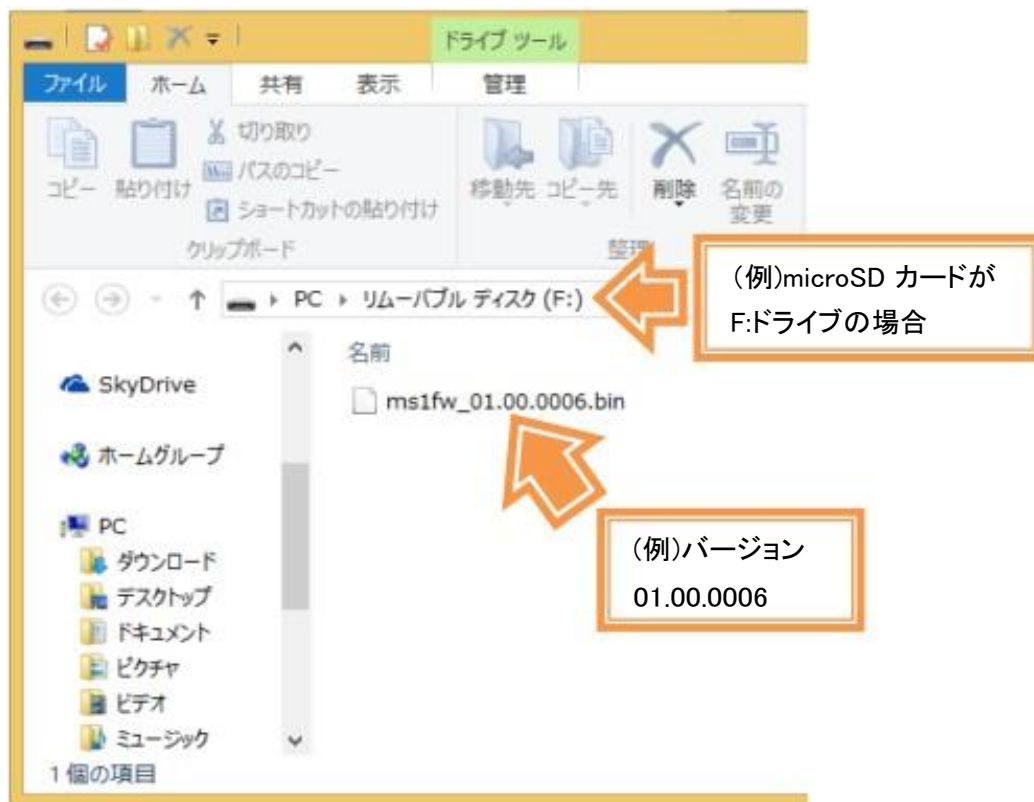 ドライブ ツール
ファイル ホーム 共有 表示 管理
コピー
貼り付け
切り取り
パスのコピー
ショートカットの貼り付け
クリップボード
移動先
コピー先
削除
名前の
変更
整理
(例)microSD カードが
F:ドライブの場合
PC リムーバブル ディスク (F:)
名前
SkyDrive
ms1fw_01.00.0006.bin
ホームグループ
(例)バージョン
01.00.0006
PC
ダウンロード
デスクトップ
ドキュメント
ピクチャ
ビデオ
ミュージック
1 個の項目